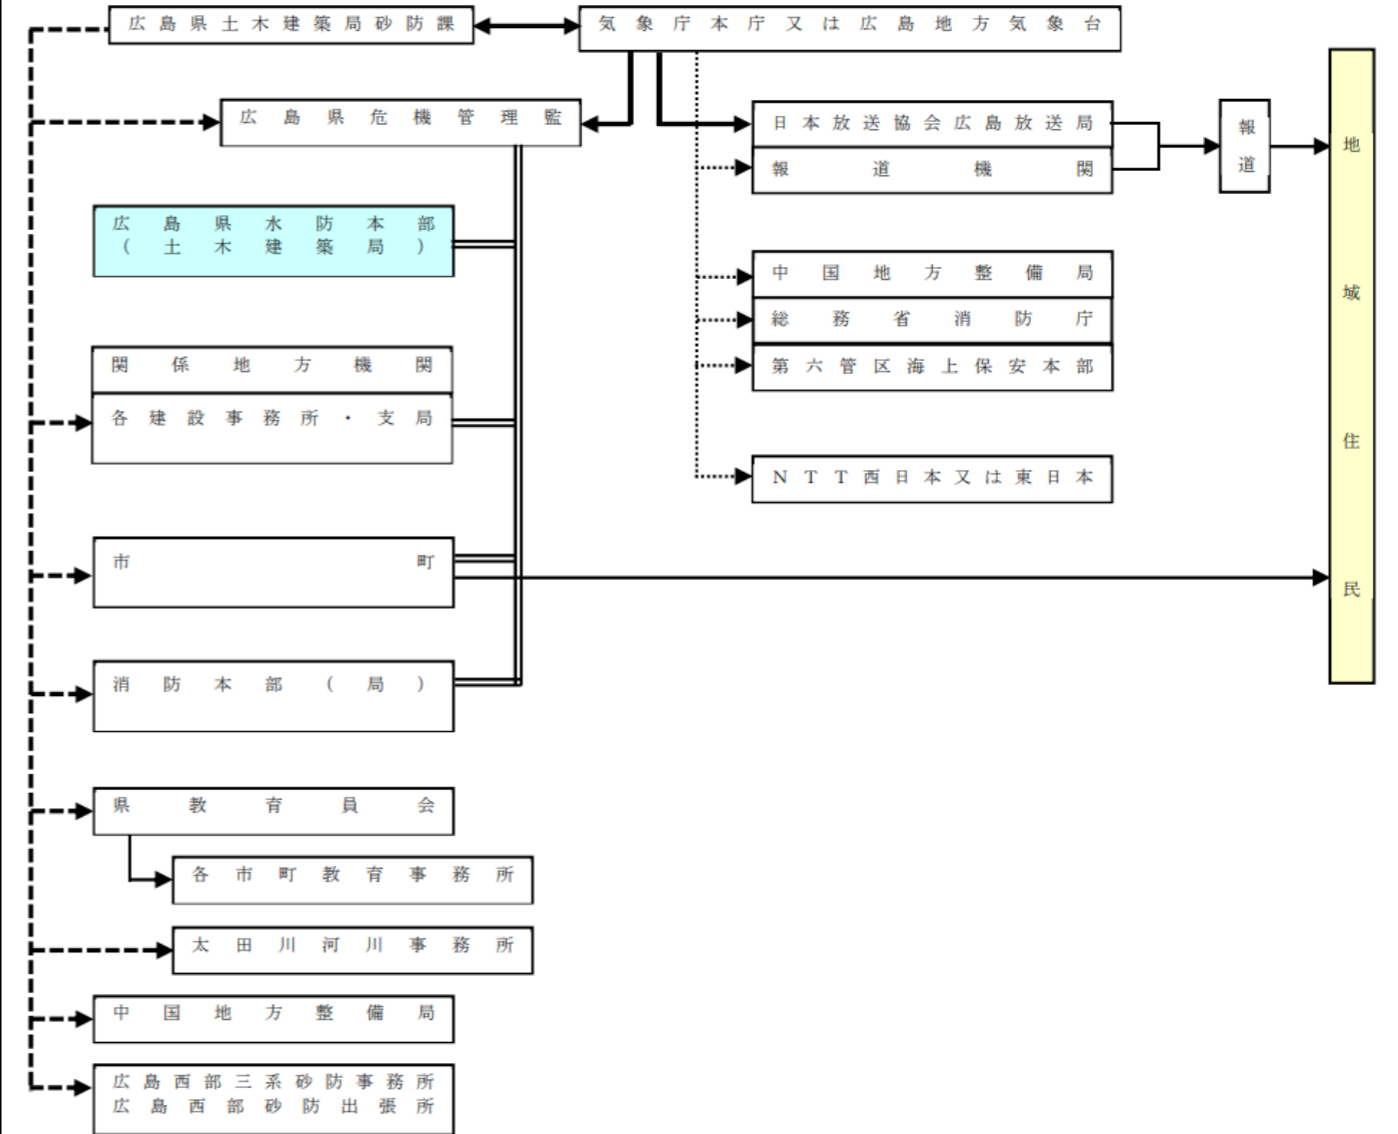 広島県土木建築局砂防課
気象庁本庁又は広島地方気象台
広島県危機管理監
日本放送協会広島放送局
報道機関
報道
地域住民
広島県水防本部
（土木建築局）
中国地方整備局
総務省消防庁
第六管区海上保安本部
関係地方機関
各建設事務所・支局
NTT西日本又は東日本
市町
消防本部（局）
県教育員会
各市町教育事務所
太田川河川事務所
中国地方整備局
広島西部三系砂防事務所
広島西部砂防出張所